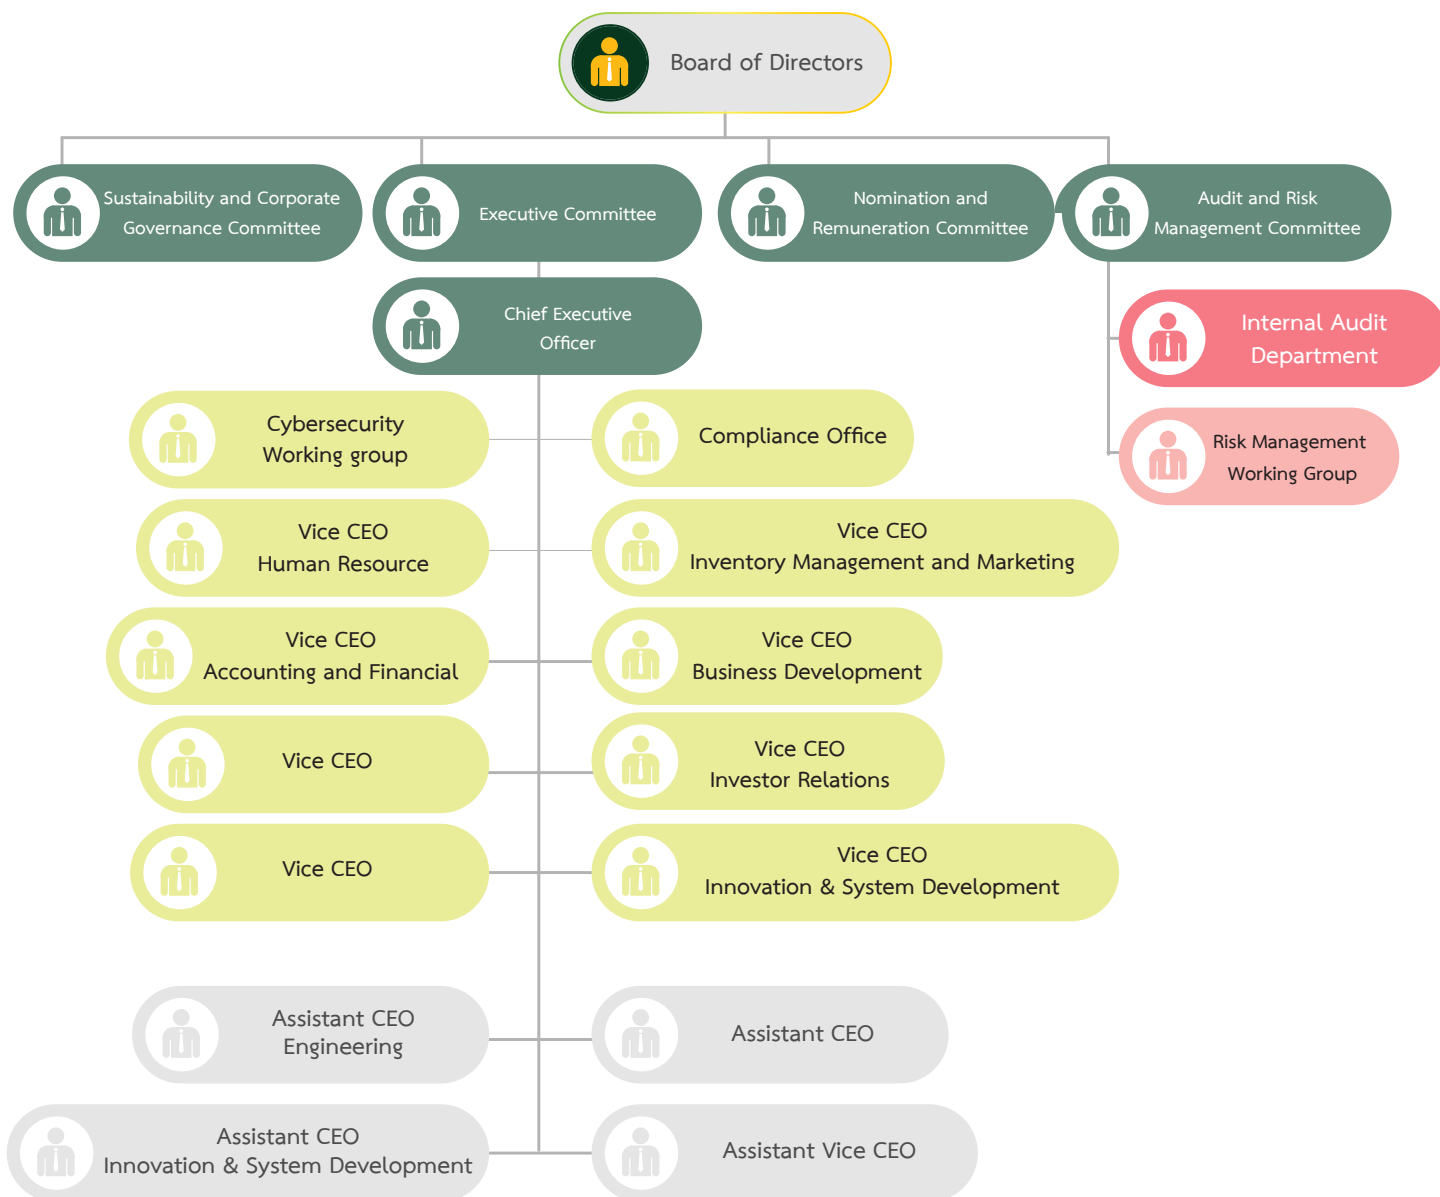 Board of Directors
Sustainability and Corporate
Governance Committee
Executive Committee
Nomination and
Remuneration Committee
Audit and Risk
Management Committee
Chief Executive
Officer
Internal Audit
Department
Risk Management
Working Group
Cybersecurity
Working group
Compliance Office
Vice CEO
Human Resource
Vice CEO
Inventory Management and Marketing
Vice CEO
Accounting and Financial
Vice CEO
Business Development
Vice CEO
Vice CEO
Investor Relations
Vice CEO
Vice CEO
Innovation & System Development
Assistant CEO
Engineering
Assistant CEO
Assistant CEO
Innovation & System Development
Assistant Vice CEO